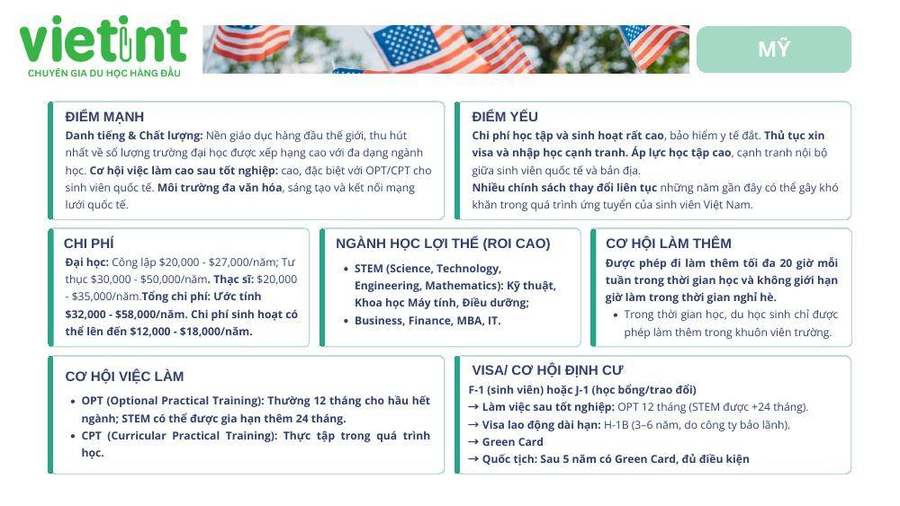 vietint
CHUYÊN GIA DU HỌC HÀNG ĐẦU
MỸ
ĐIỂM MẠNH
Danh tiếng & Chất lượng: Nền giáo dục hàng đầu thế giới, thu hút
nhất về số lượng trường đại học được xếp hạng cao với đa dạng ngành
học. Cơ hội việc làm cao sau tốt nghiệp: cao, đặc biệt với OPT/CPT cho
sinh viên quốc tế. Môi trường đa văn hóa, sáng tạo và kết nối mạng
lưới quốc tế.
ĐIỂM YẾU
Chi phí học tập và sinh hoạt rất cao, bảo hiểm y tế đắt. Thủ tục xin
visa và nhập học cạnh tranh. Áp lực học tập cao, cạnh tranh nội bộ
giữa sinh viên quốc tế và bản địa.
Nhiều chính sách thay đổi liên tục những năm gần đây có thể gây khó
khăn trong quá trình ứng tuyển của sinh viên Việt Nam.
CHI PHÍ
Đại học: Công lập $20,000 - $27,000/năm; Tư
thục $30,000 - $50,000/năm. Thạc sĩ: $20,000
- $35,000/năm.Tổng chi phí: Ước tính
$32,000 - $58,000/năm. Chi phí sinh hoạt có
thể lên đến $12,000 - $18,000/năm.
NGÀNH HỌC LỢI THẾ (ROI CAO)
• STEM (Science, Technology,
Engineering, Mathematics): Kỹ thuật,
Khoa học Máy tính, Điều dưỡng;
• Business, Finance, MBA, IT.
CƠ HỘI LÀM THÊM
Được phép đi làm thêm tối đa 20 giờ mỗi
tuần trong thời gian học và không giới hạn
giờ làm trong thời gian nghỉ hè.
• Trong thời gian học, du học sinh chỉ được
phép làm thêm trong khuôn viên trường.
CƠ HỘI VIỆC LÀM
• OPT (Optional Practical Training): Thường 12 tháng cho hầu hết
ngành; STEM có thể được gia hạn thêm 24 tháng.
• CPT (Curricular Practical Training): Thực tập trong quá trình
học.
VISA/ CƠ HỘI ĐỊNH CƯ
F-1 (sinh viên) hoặc J-1 (học bổng/trao đổi)
→ Làm việc sau tốt nghiệp: OPT 12 tháng (STEM được +24 tháng).
→ Visa lao động dài hạn: H-1B (3–6 năm, do công ty bảo lãnh).
→ Green Card
→ Quốc tịch: Sau 5 năm có Green Card, đủ điều kiện